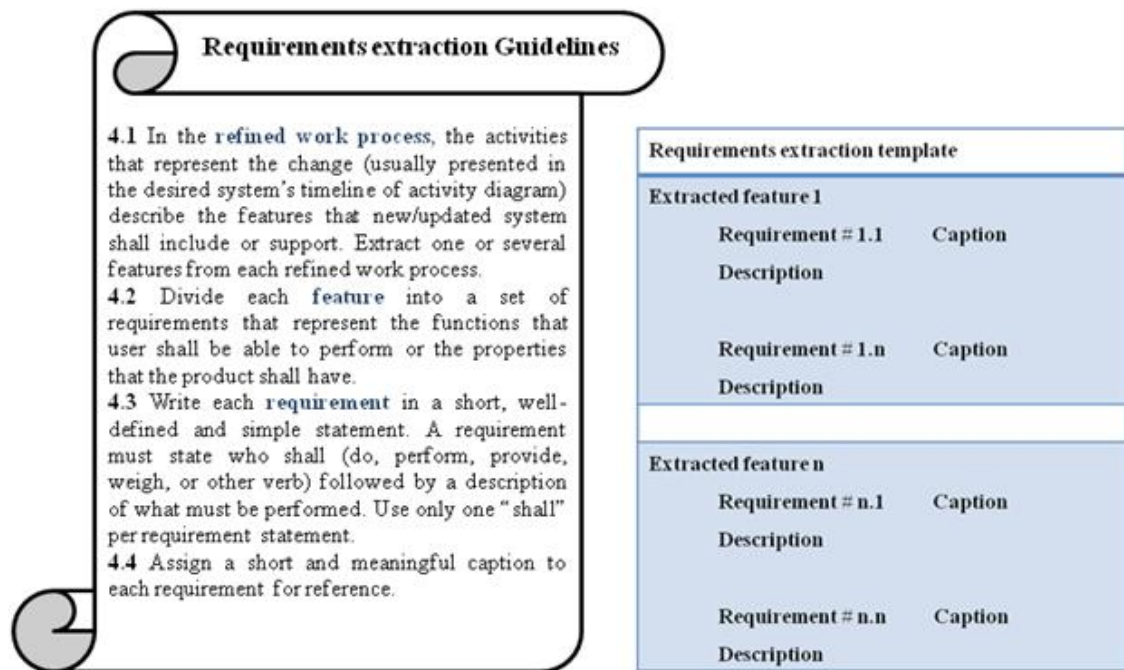 Requirements extraction Guidelines
4.1 In the refined work process, the activities
that represent the change (usually presented in
the desired system's timeline of activity diagram)
describe the features that new/updated system
shall include or support. Extract one or several
features from each refined work process.
4.2 Divide each feature into a set of
requirements that represent the functions that
user shall be able to perform or the properties
that the product shall have.
4.3 Write each requirement in a short, well-
defined and simple statement. A requirement
must state who shall (do, perform, provide,
weigh, or other verb) followed by a description
of what must be performed. Use only one “shall”
per requirement statement.
4.4 Assign a short and meaningful caption to
each requirement for reference.
Requirements extraction template
Extracted feature 1
Requirement # 1.1 Caption
Description
Requirement # 1.n Caption
Description
Extracted feature n
Requirement # n.1 Caption
Description
Requirement # n.n Caption
Description